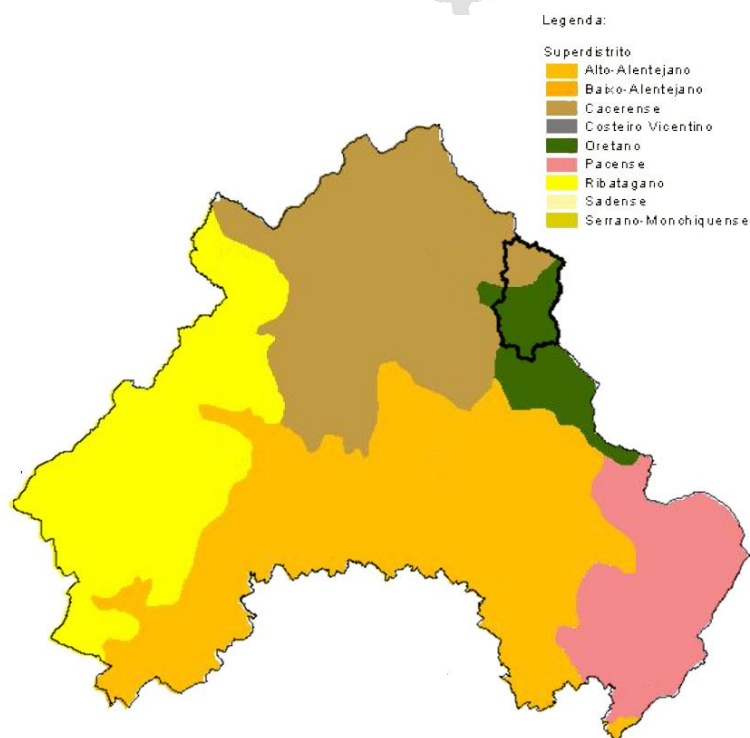 Legenda:
Superdistrito
Alto-Alentejano
Baixo-Alentejano
Cacerense
Costeiro Vicentino
Oretano
Pacense
Ribatagano
Sadense
Serrano-Monchiquense